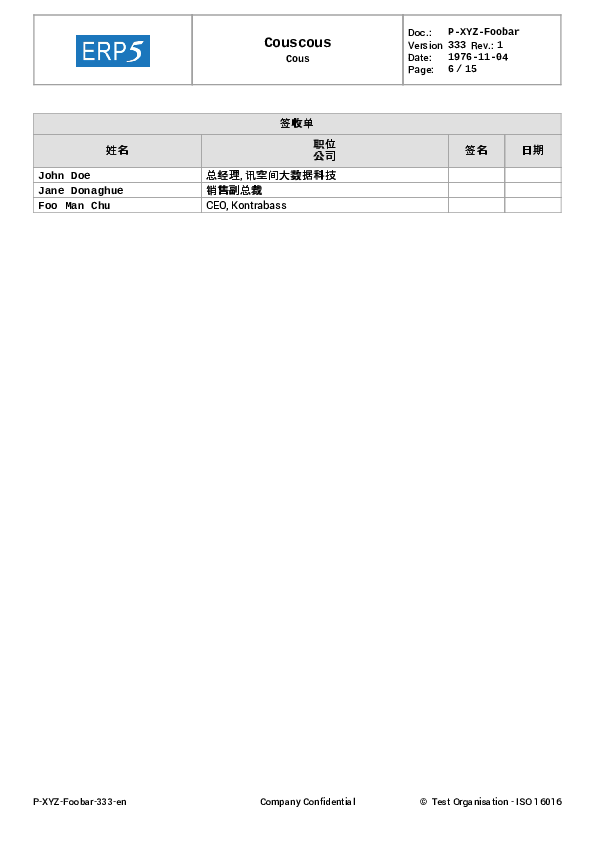 ERP5
Couscous
Cous
Doc.: P-XYZ-Foobar
Version 333 Rev.: 1
Date: 1976-11-04
Page: 6 / 15
签收单
姓名 职位 公司 签名 日期
John Doe 总经理, 讯空间大数据科技
Jane Donaghue 销售副总裁
Foo Man Chu CEO, Kontrabass
P-XYZ-Foobar-333-en Company Confidential © Test Organisation - ISO 16016